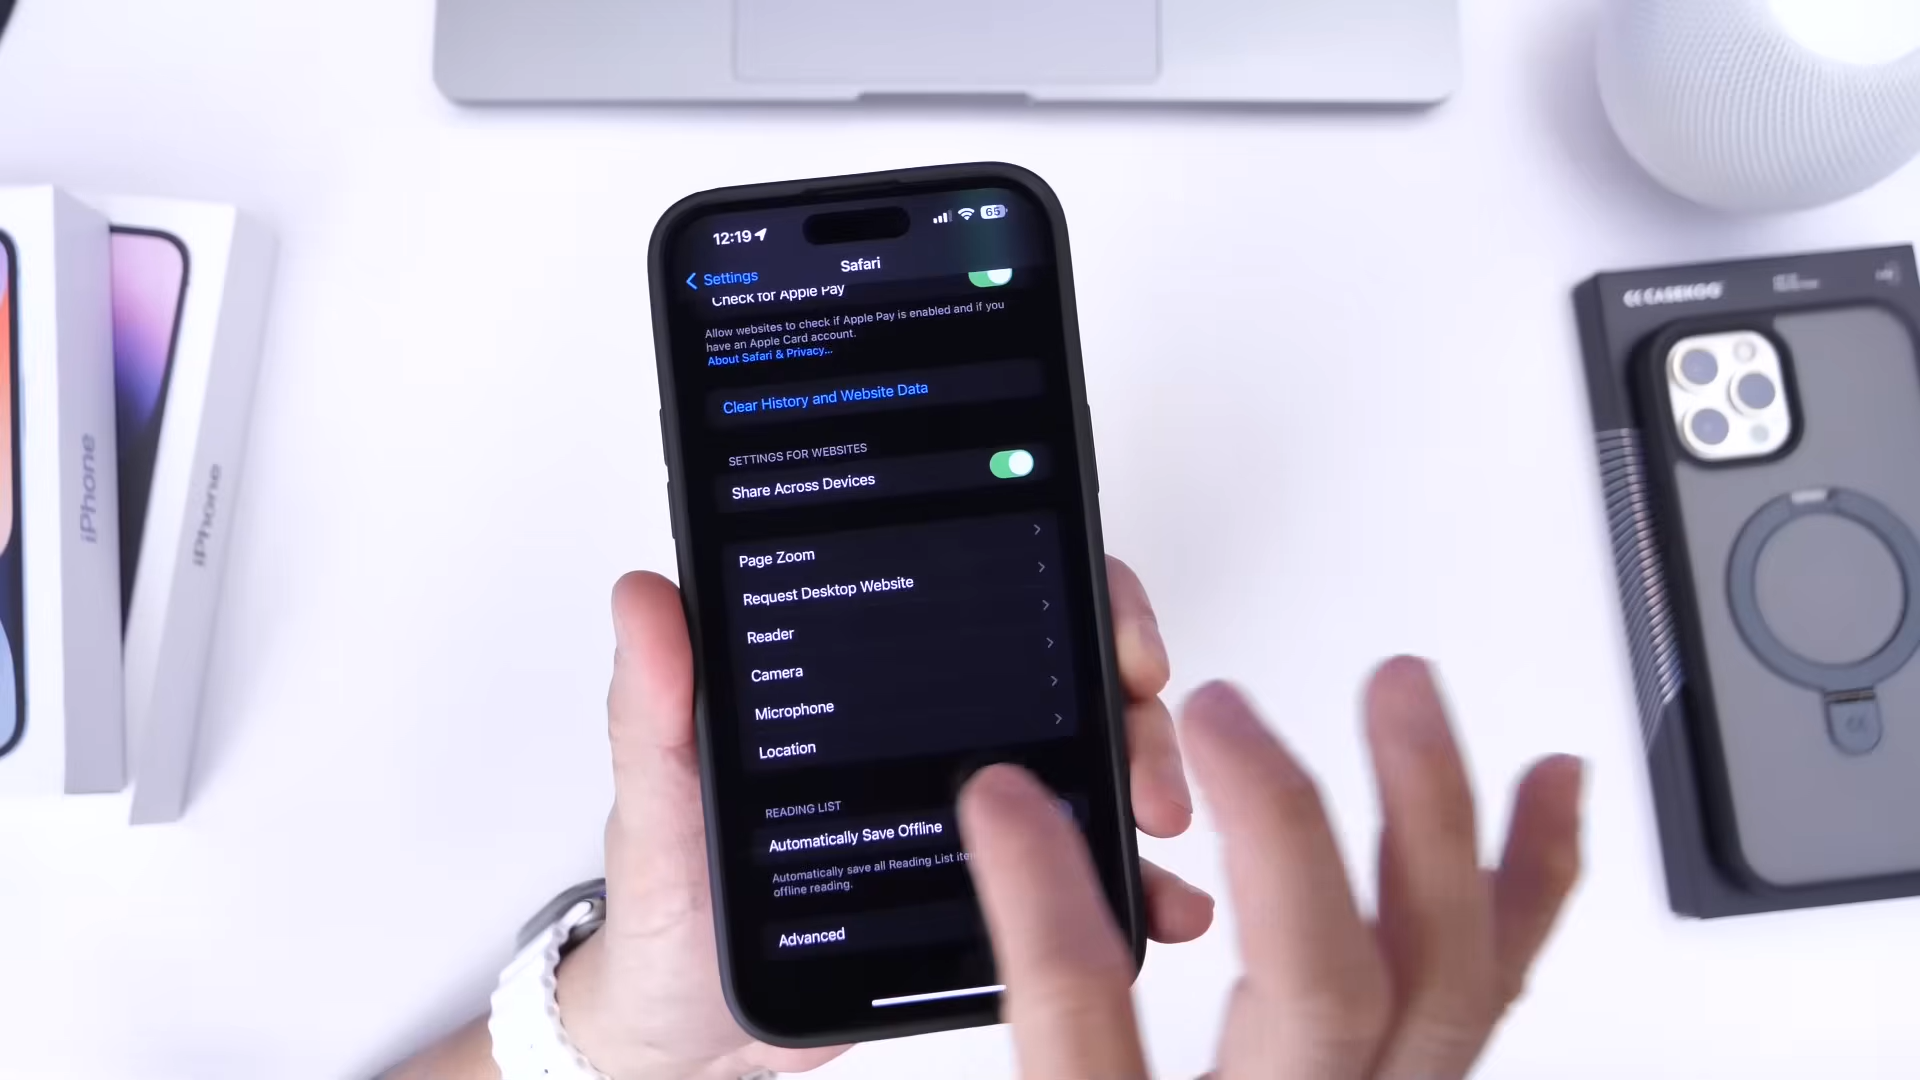 12:19
65
Settings
Safari
Check for Apple Pay
Allow websites to check if Apple Pay is enabled and if you
have an Apple Card account.
About Safari & Privacy...
Clear History and Website Data
SETTINGS FOR WEBSITES
Share Across Devices
Page Zoom
Request Desktop Website
Reader
Camera
Microphone
Location
READING LIST
Automatically Save Offline
Automatically save all Reading List
offline reading.
Advanced
iPhone
iPhone
CASEKOO